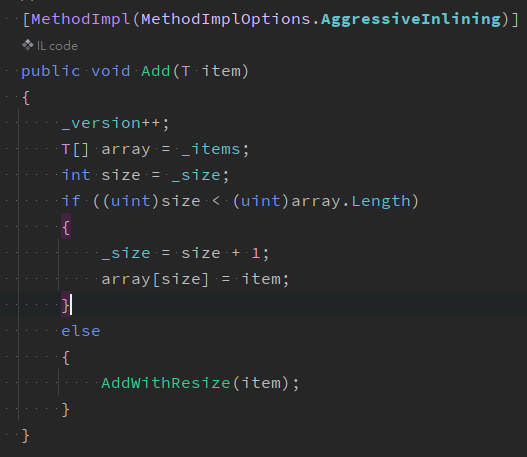 [MethodImpl(MethodImplOptions.AggressiveInlining)]
IL code
public void Add(T item)
{
_version++;
T[] array = _items;
int size = _size;
if ((uint)size < (uint)array.Length)
{
_size = size + 1;
array[size] = item;
}
else
{
AddWithResize(item);
}
}